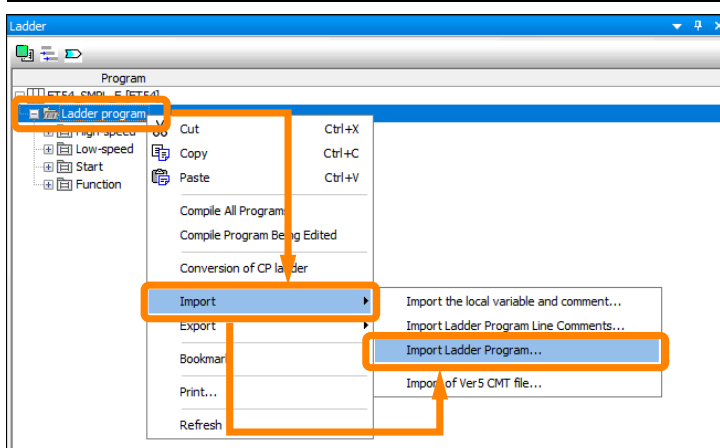 Ladder
Program
ET54_SMPL_E [ET54]
Ladder program
High-speed
Low-speed
Start
Function
Cut Ctrl+X
Copy Ctrl+C
Paste Ctrl+V
Compile All Programs
Compile Program Being Edited
Conversion of CP ladder
Import
Export
Bookmark
Print...
Refresh
Import the local variable and comment...
Import Ladder Program Line Comments...
Import Ladder Program...
Import of Ver5 CMT file...